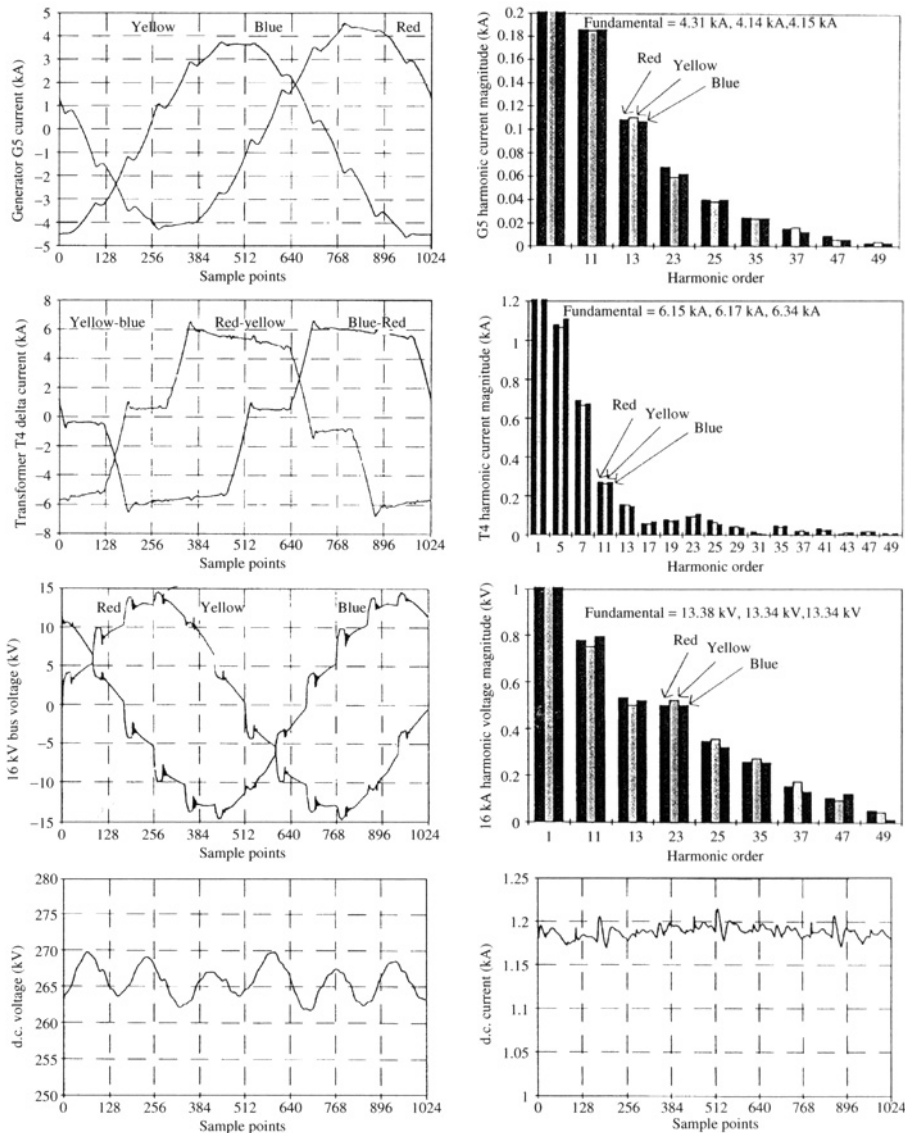 Generator G5 current (kA)
5
4
3
2
1
0
−1
−2
−3
−4
−5
Yellow
Blue
Red
0 128 256 384 512 640 768 896 1024
Sample points
G5 harmonic current magnitude (kA)
0.2
0.18
0.16
0.14
0.12
0.1
0.08
0.06
0.04
0.02
0
Fundamental = 4.31 kA, 4.14 kA,4.15 kA
Red
Yellow
Blue
1 11 13 23 25 35 37 47 49
Harmonic order
Transformer T4 delta current (kA)
8
6
4
2
0
−2
−4
−6
−8
Yellow-blue
Red-yellow
Blue-Red
0 128 256 384 512 640 768 896 1024
Sample points
T4 harmonic current magnitude (kA)
1.2
1
0.8
0.6
0.4
0.2
0
Fundamental = 6.15 kA, 6.17 kA, 6.34 kA
Red
Yellow
Blue
1 5 7 11 13 17 19 23 25 29 31 35 37 41 43 47 49
Harmonic order
16 kV bus voltage (kV)
15
10
5
0
−5
−10
−15
Red
Yellow
Blue
0 128 256 384 512 640 768 896 1024
Sample points
16 kA harmonic voltage magnitude (kV)
1
0.8
0.6
0.4
0.2
0
Fundamental = 13.38 kV, 13.34 kV,13.34 kV
Red
Yellow
Blue
1 11 13 23 25 35 37 47 49
Harmonic order
d.c. voltage (kV)
280
275
270
265
260
255
250
0 128 256 384 512 640 768 896 1024
Sample points
d.c. current (kA)
1.25
1.2
1.15
1.1
1.05
1
0 128 256 384 512 640 768 896 1024
Sample points